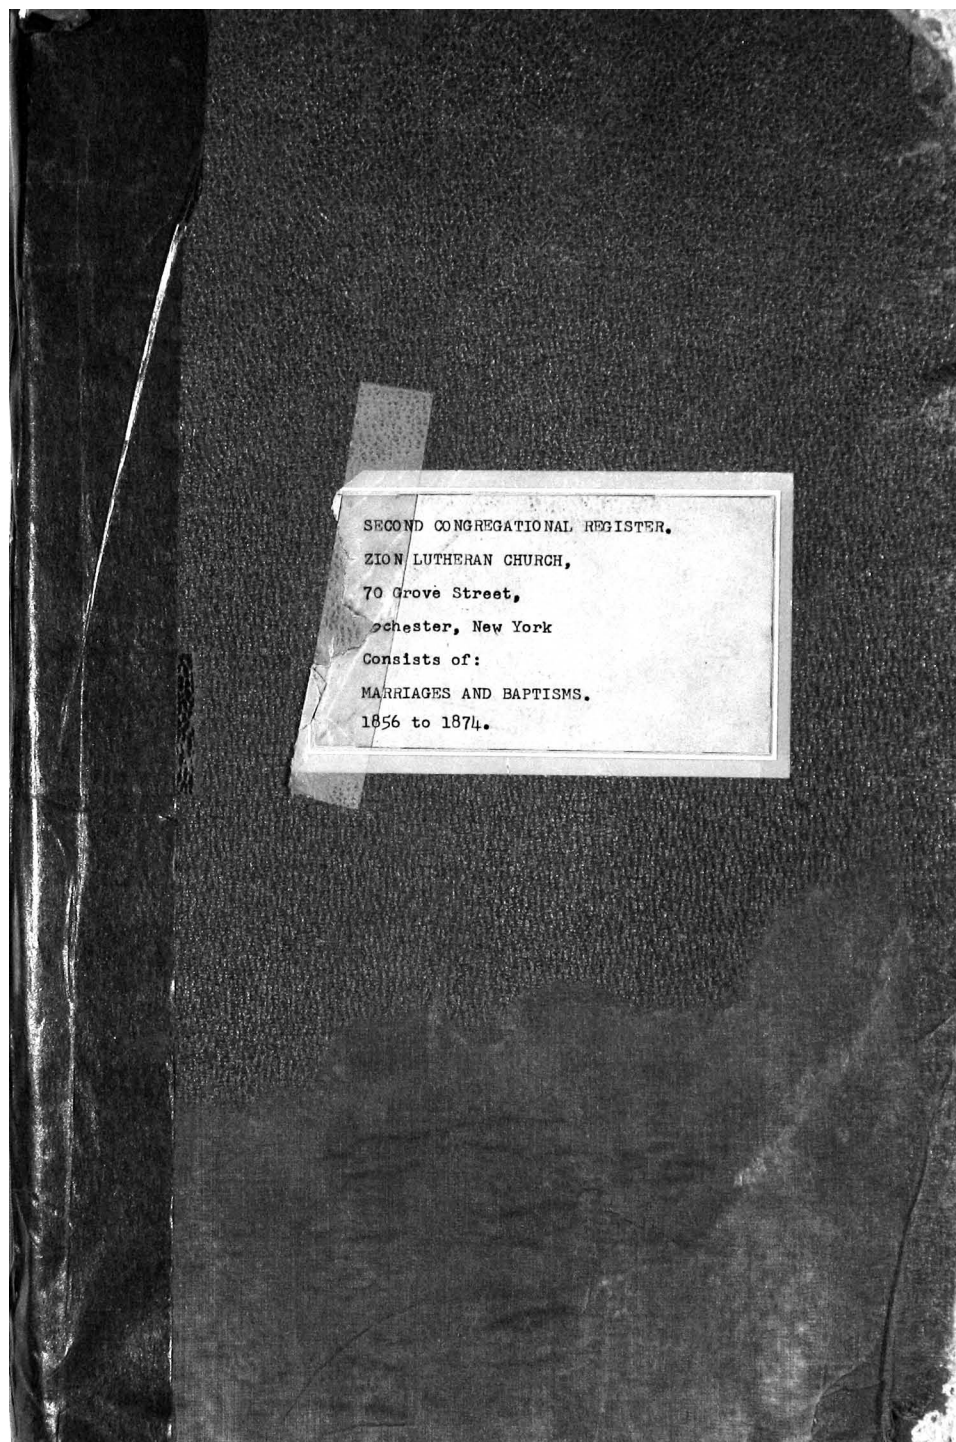 SECOND CONGREGATIONAL REGISTER.
ZION LUTHERAN CHURCH,
70 Grove Street,
ochester, New York
Consists of:
MARRIAGES AND BAPTISMS.
1856 to 1874.